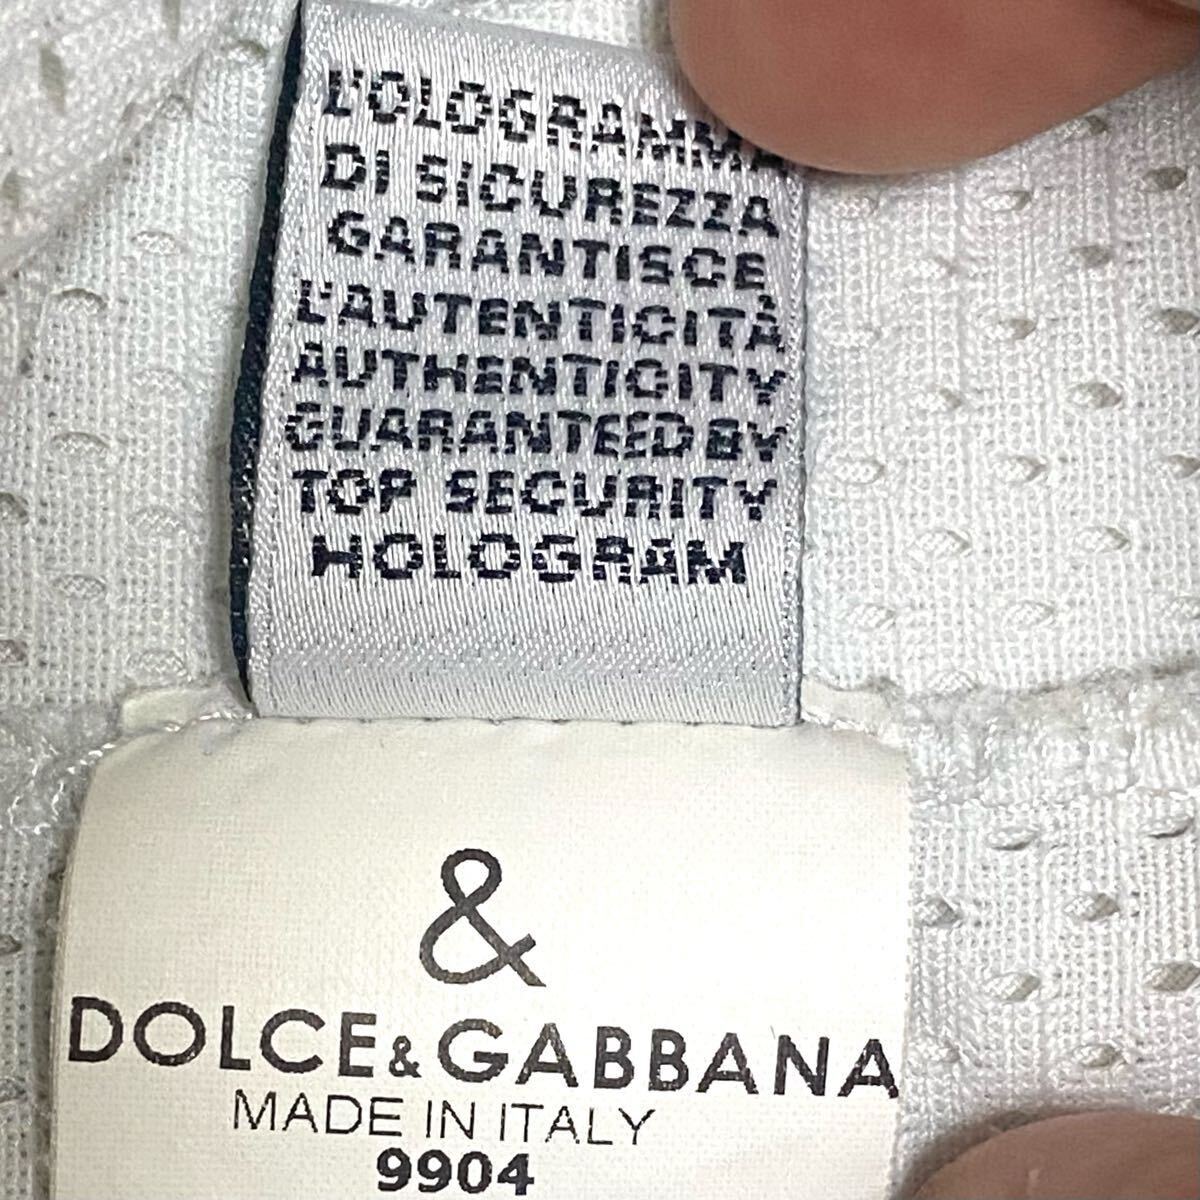 L'OLOGRAMMA
DI SICUREZZA
GARANTISCE
L'AUTENTICITÀ
AUTHENTICITY
GUARANTEED BY
TOP SECURITY
HOLOGRAM
&
DOLCE&GABBANA
MADE IN ITALY
9904